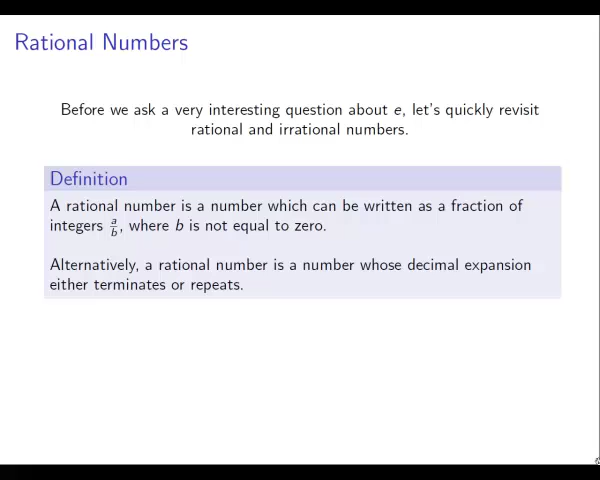 Rational Numbers
Before we ask a very interesting question about e, let's quickly revisit
rational and irrational numbers.
Definition
A rational number is a number which can be written as a fraction of
integers a/b, where b is not equal to zero.
Alternatively, a rational number is a number whose decimal expansion
either terminates or repeats.